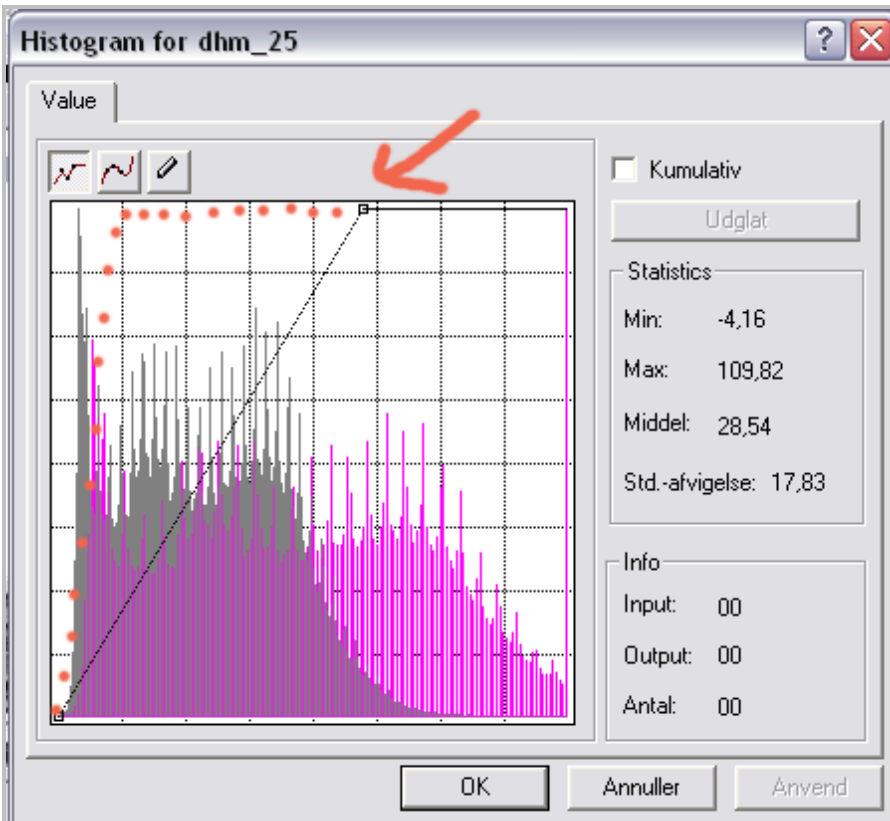 Histogram for dhm_25
Value
Kumulativ
Udglat
Statistics
Min: -4,16
Max: 109,82
Middel: 28,54
Std.-afvigelse: 17,83
Info
Input: 00
Output: 00
Antal: 00
OK
Annuller
Anvend